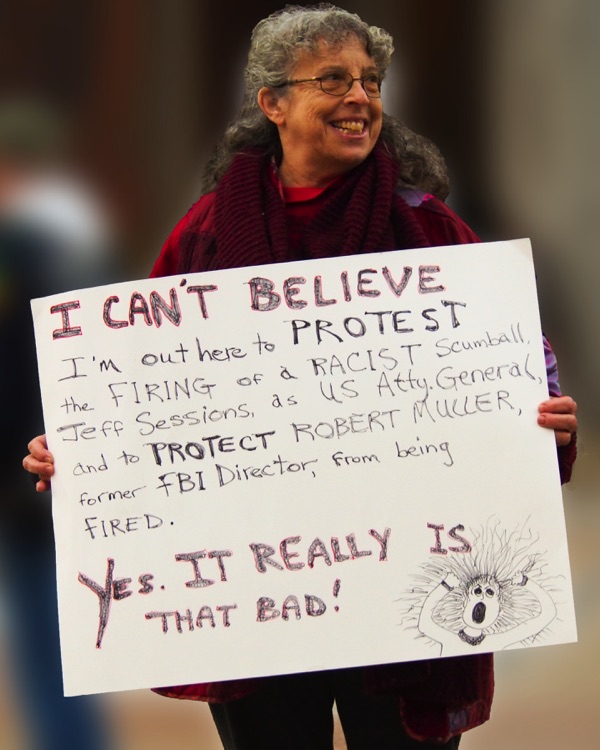 I CAN'T BELIEVE
I'm out here to PROTEST
the FIRING of a RACIST Scumball,
Jeff Sessions, as US Atty. General,
and to PROTECT ROBERT MULLER,
former FBI Director, from being
FIRED.
YES. IT REALLY IS
THAT BAD!